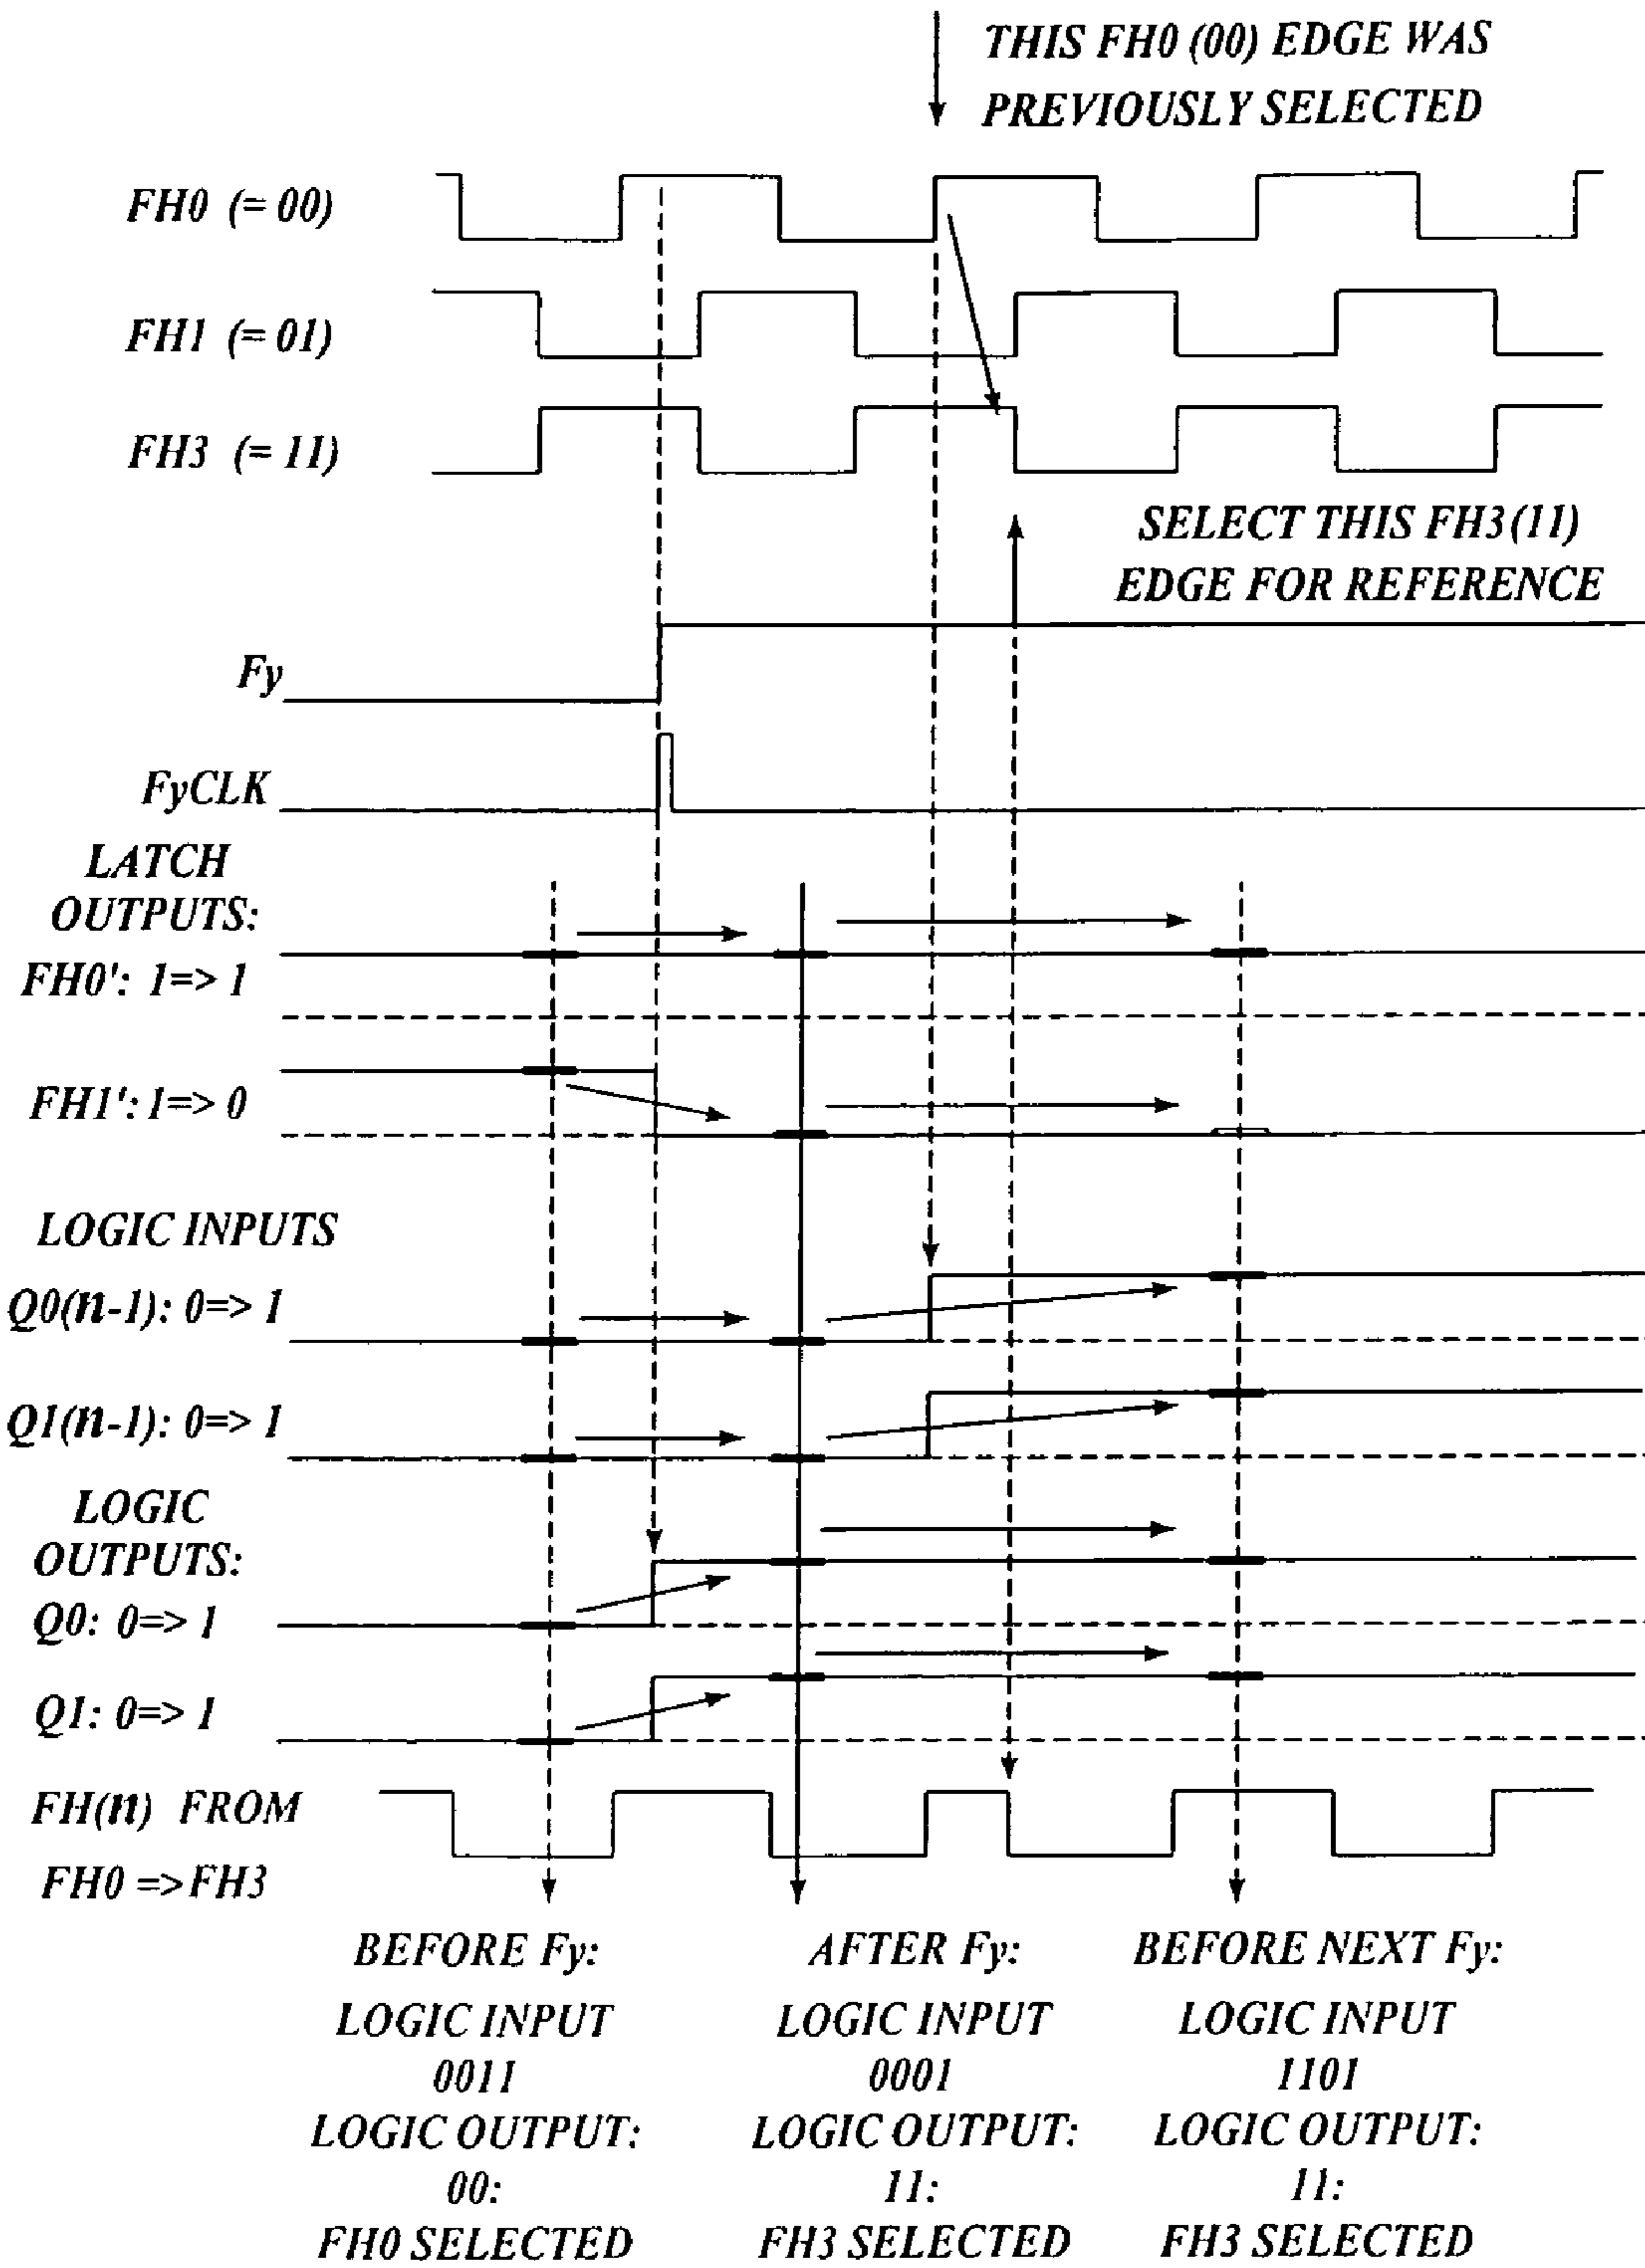 THIS FH0 (00) EDGE WAS
PREVIOUSLY SELECTED
FH0 (= 00)
FH1 (= 01)
FH3 (= 11)
SELECT THIS FH3(11)
EDGE FOR REFERENCE
Fy
FyCLK
LATCH
OUTPUTS:
FH0': 1=> 1
FH1': 1=> 0
LOGIC INPUTS
Q0(n-1): 0=> 1
Q1(n-1): 0=> 1
LOGIC
OUTPUTS:
Q0: 0=> 1
Q1: 0=> 1
FH(n) FROM
FH0 =>FH3
BEFORE Fy:
LOGIC INPUT
0011
LOGIC OUTPUT:
00:
FH0 SELECTED
AFTER Fy:
LOGIC INPUT
0001
LOGIC OUTPUT:
11:
FH3 SELECTED
BEFORE NEXT Fy:
LOGIC INPUT
1101
LOGIC OUTPUT:
11:
FH3 SELECTED